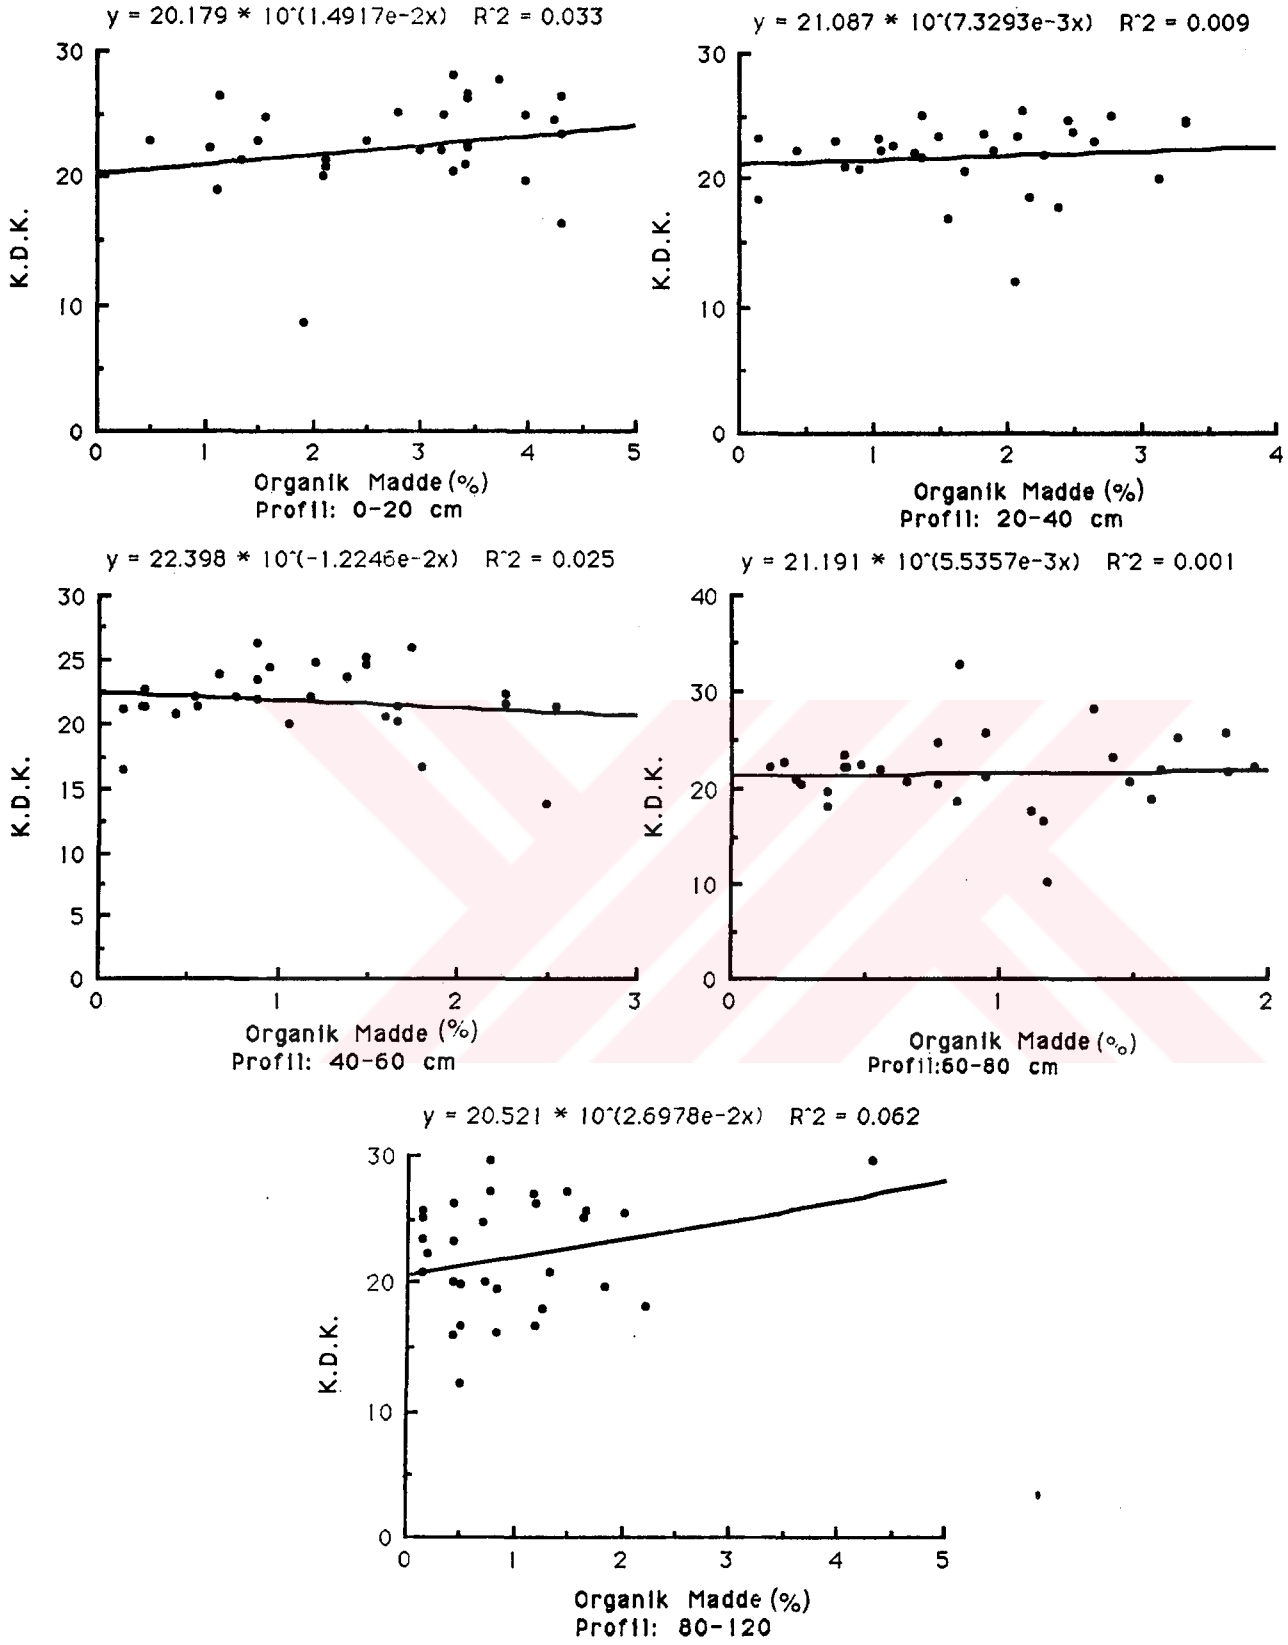 y = 20.179 * 10^(1.4917e-2x) R^2 = 0.033
30
20
10
0
K.D.K.
0 1 2 3 4 5
Organik Madde (%)
Profil: 0-20 cm
y = 21.087 * 10^(7.3293e-3x) R^2 = 0.009
30
20
10
0
K.D.K.
0 1 2 3 4
Organik Madde (%)
Profil: 20-40 cm
y = 22.398 * 10^(-1.2246e-2x) R^2 = 0.025
30
25
20
15
10
5
0
K.D.K.
0 1 2 3
Organik Madde (%)
Profil: 40-60 cm
y = 21.191 * 10^(5.5357e-3x) R^2 = 0.001
40
30
20
10
0
K.D.K.
0 1 2
Organik Madde (%)
Profil:60-80 cm
y = 20.521 * 10^(2.6978e-2x) R^2 = 0.062
30
20
10
0
K.D.K.
0 1 2 3 4 5
Organik Madde (%)
Profil: 80-120